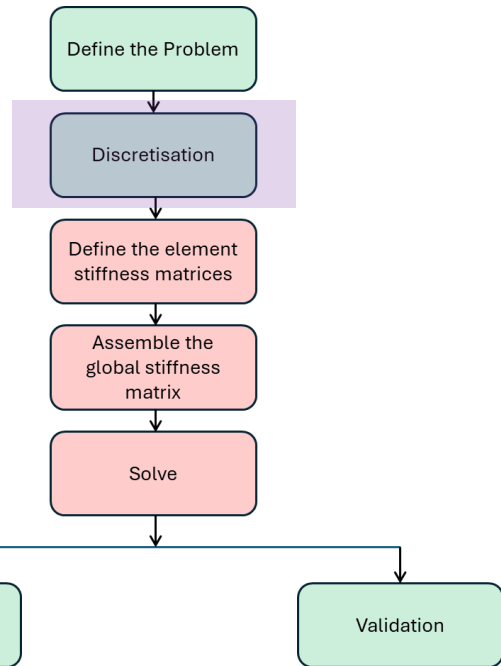 Define the Problem
Discretisation
Define the element
stiffness matrices
Assemble the
global stiffness
matrix
Solve
Validation